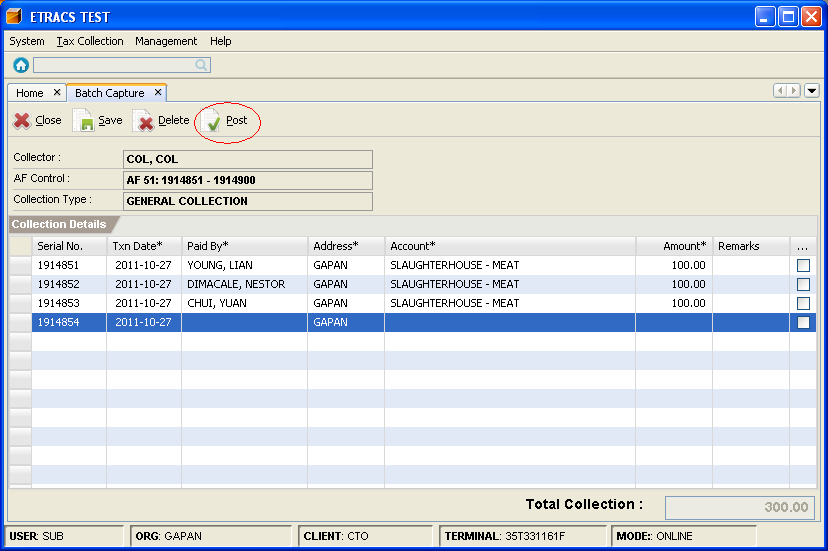 ETRACS TEST
System Tax Collection Management Help
Home Batch Capture
Close Save Delete Post
Collector : COL, COL
AF Control : AF 51: 1914851 - 1914900
Collection Type : GENERAL COLLECTION
Collection Details
Serial No. Txn Date* Paid By* Address* Account* Amount* Remarks ...
1914851 2011-10-27 YOUNG, LIAN GAPAN SLAUGHTERHOUSE - MEAT 100.00
1914852 2011-10-27 DIMACALE, NESTOR GAPAN SLAUGHTERHOUSE - MEAT 100.00
1914853 2011-10-27 CHUI, YUAN GAPAN SLAUGHTERHOUSE - MEAT 100.00
1914854 2011-10-27 GAPAN
Total Collection : 300.00
USER: SUB ORG: GAPAN CLIENT: CTO TERMINAL: 35T331161F MODE: ONLINE